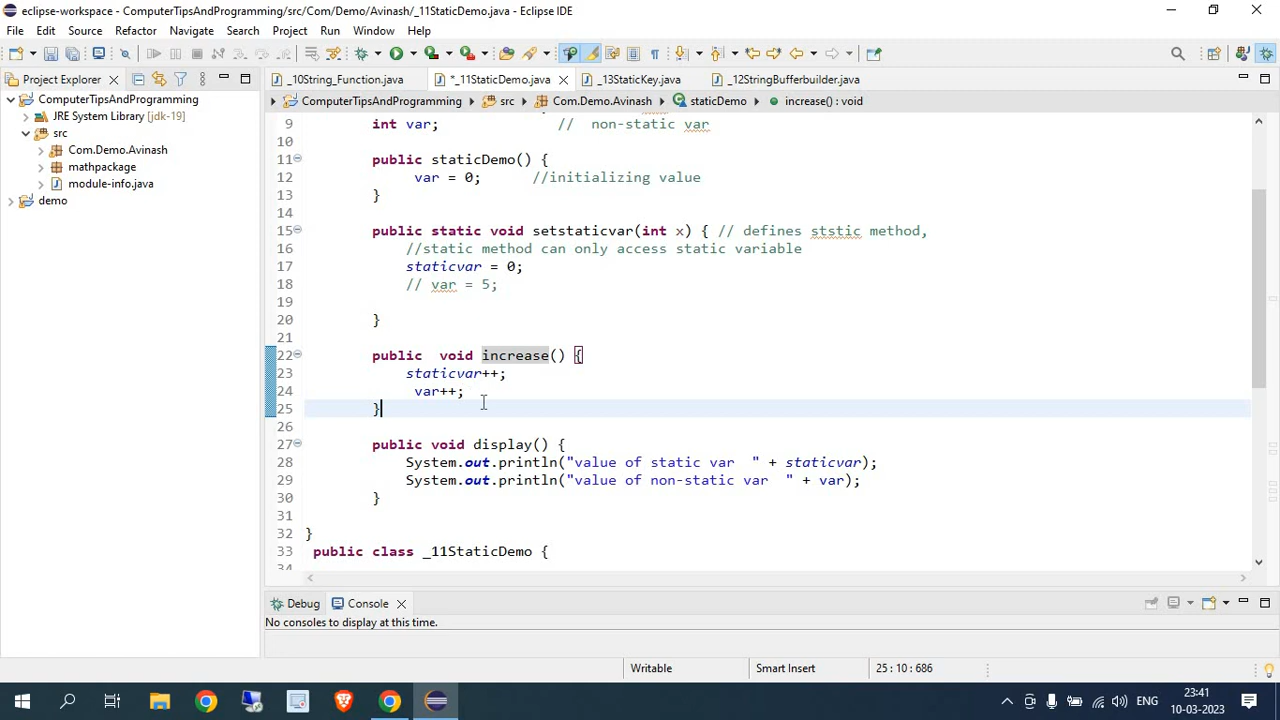 eclipse-workspace - ComputerTipsAndProgramming/src/Com/Demo/Avinash/_11StaticDemo.java - Eclipse IDE
File Edit Source Refactor Navigate Search Project Run Window Help
Project Explorer
_10String_Function.java *_11StaticDemo.java _13StaticKey.java _12StringBufferbuilder.java
ComputerTipsAndProgramming
JRE System Library [jdk-19]
src
Com.Demo.Avinash
mathpackage
module-info.java
demo
ComputerTipsAndProgramming src Com.Demo.Avinash staticDemo increase() : void
9 int var; // non-static var
10
11 public staticDemo() {
12 var = 0; //initializing value
13 }
14
15 public static void setstaticvar(int x) { // defines ststic method,
16 //static method can only access static variable
17 staticvar = 0;
18 // var = 5;
19
20 }
21
22 public void increase() {
23 staticvar++;
24 var++;
25 }
26
27 public void display() {
28 System.out.println("value of static var " + staticvar);
29 System.out.println("value of non-static var " + var);
30 }
31
32 }
33 public class _11StaticDemo {
34
Debug Console
No consoles to display at this time.
Writable Smart Insert 25 : 10 : 686
ENG 23:41
10-03-2023